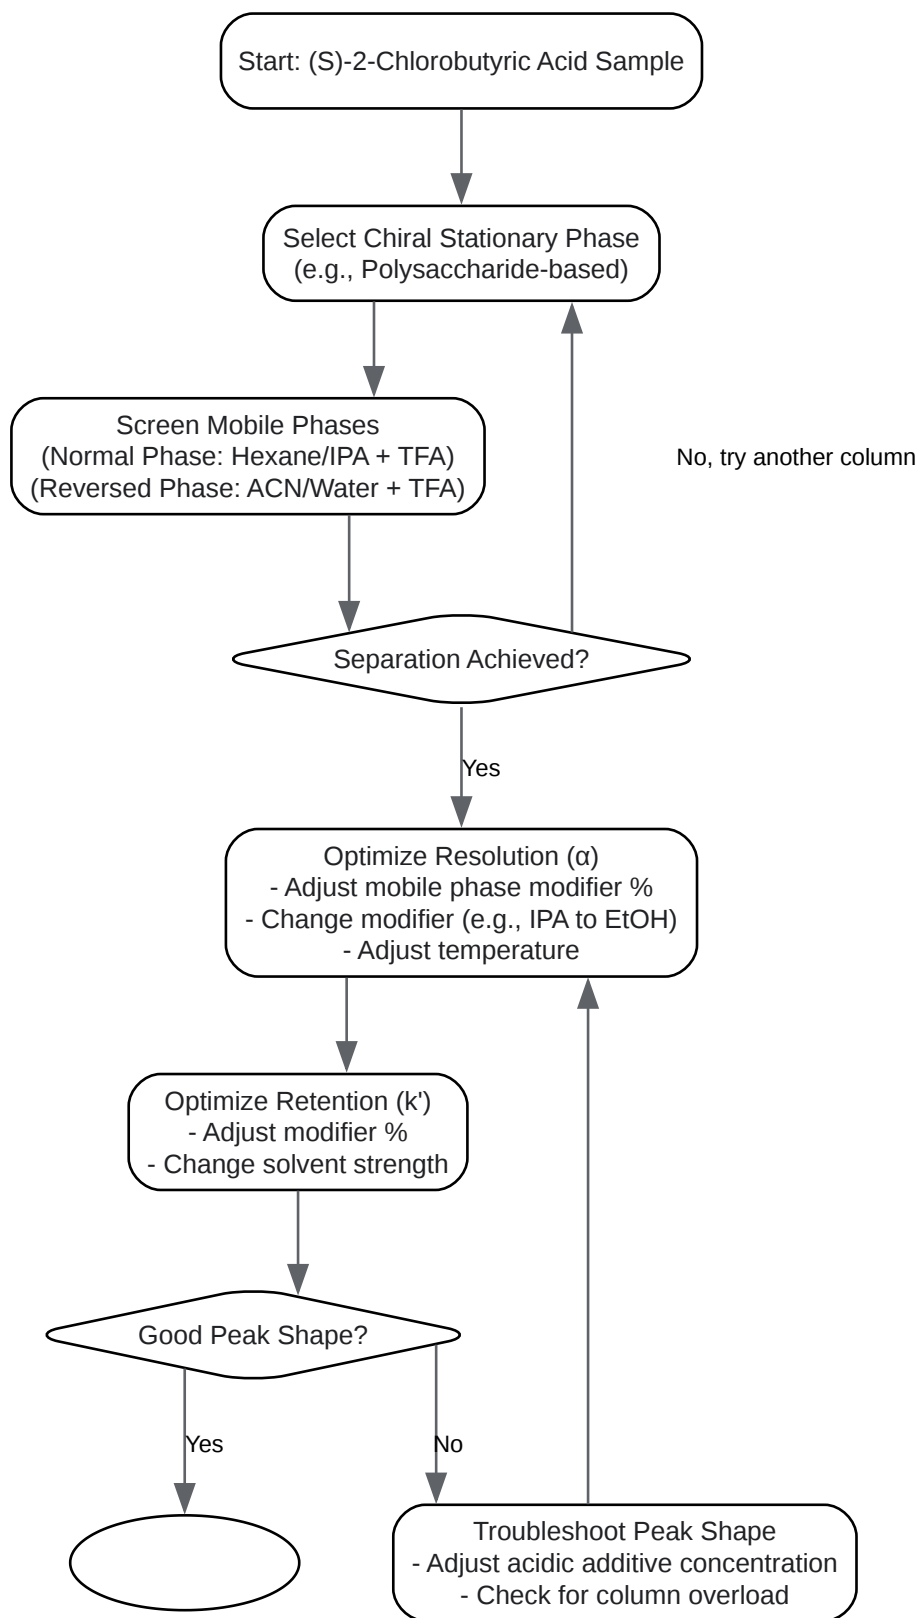 Start: (S)-2-Chlorobutyric Acid Sample
Select Chiral Stationary Phase
(e.g., Polysaccharide-based)
Screen Mobile Phases
(Normal Phase: Hexane/IPA + TFA)
(Reversed Phase: ACN/Water + TFA)
No, try another column
Separation Achieved?
Yes
Optimize Resolution (α)
- Adjust mobile phase modifier %
- Change modifier (e.g., IPA to EtOH)
- Adjust temperature
Optimize Retention (k')
- Adjust modifier %
- Change solvent strength
Good Peak Shape?
Yes
No
Troubleshoot Peak Shape
- Adjust acidic additive concentration
- Check for column overload